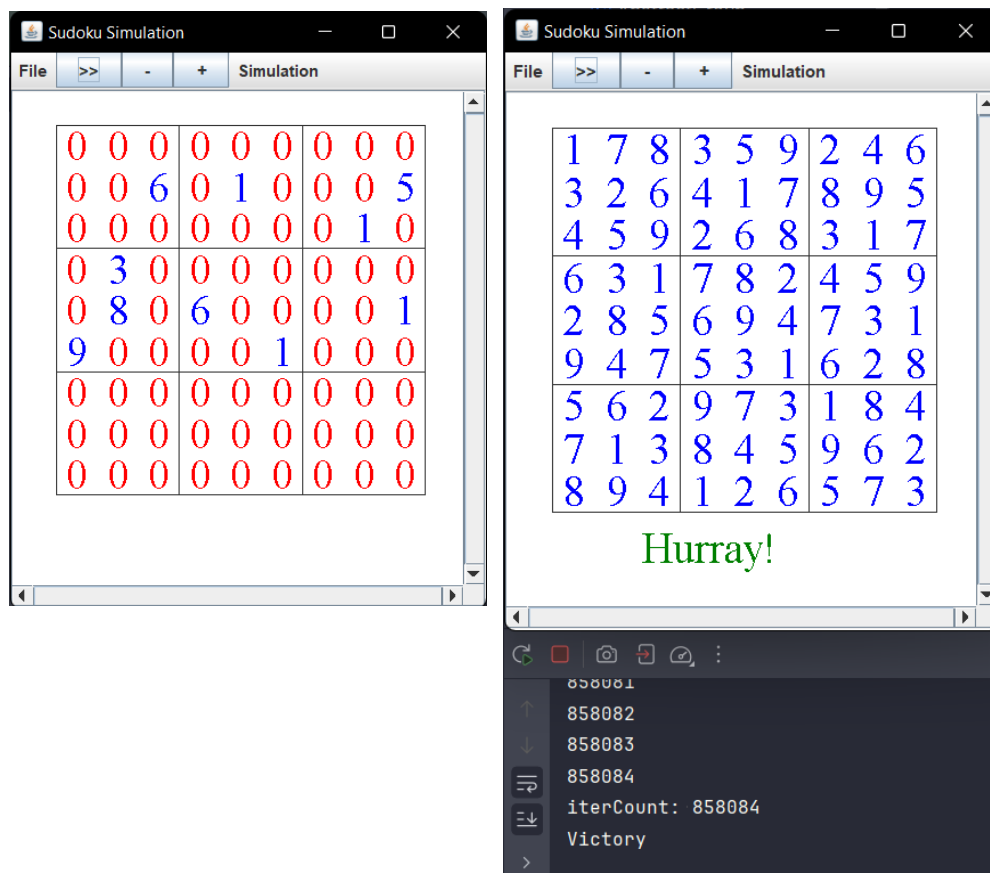 Sudoku Simulation
File >> - + Simulation
0 0 0 0 0 0 0 0 0
0 0 6 0 1 0 0 0 5
0 0 0 0 0 0 0 1 0
0 3 0 0 0 0 0 0 0
0 8 0 6 0 0 0 0 1
9 0 0 0 0 1 0 0 0
0 0 0 0 0 0 0 0 0
0 0 0 0 0 0 0 0 0
0 0 0 0 0 0 0 0 0
Sudoku Simulation
File >> - + Simulation
1 7 8 3 5 9 2 4 6
3 2 6 4 1 7 8 9 5
4 5 9 2 6 8 3 1 7
6 3 1 7 8 2 4 5 9
2 8 5 6 9 4 7 3 1
9 4 7 5 3 1 6 2 8
5 6 2 9 7 3 1 8 4
7 1 3 8 4 5 9 6 2
8 9 4 1 2 6 5 7 3
Hurray!
858081
858082
858083
858084
iterCount: 858084
Victory